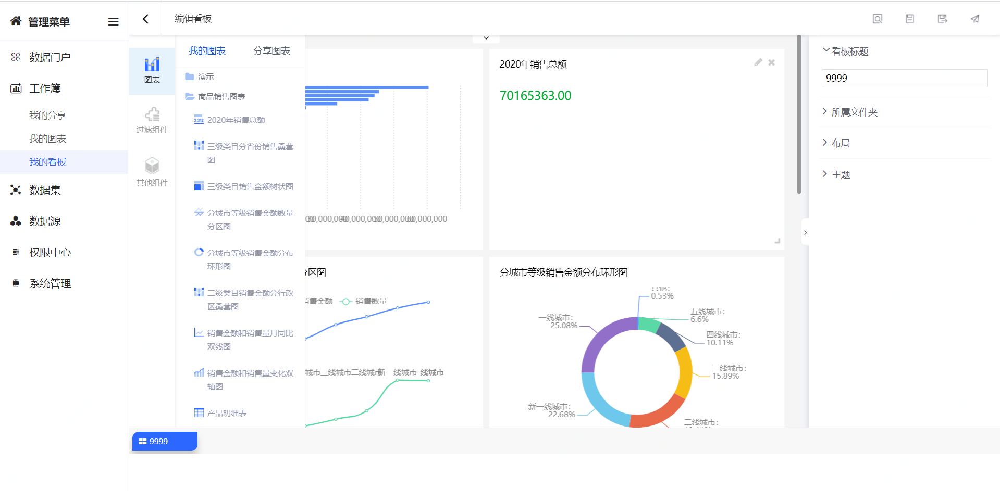 管理菜单
编辑看板
数据门户
工作簿
我的分享
我的图表
我的看板
数据集
数据源
权限中心
系统管理
图表
过滤组件
其他组件
我的图表
分享图表
演示
商品销售图表
2020年销售总额
三级类目分省份销售桑葚
图
三级类目销售金额树状图
分城市等级销售金额数量
分区图
分城市等级销售金额分布
环形图
二级类目销售金额分行政
区桑葚图
销售金额和销售量月同比
双线图
销售金额和销售量变化双
轴图
产品明细表
30,000,000
40,000,000
50,000,000
60,000,000
2020年销售总额
70165363.00
区图
售金额
销售数量
城市
三线城市
二线城市
新一线城市
一线城市
分城市等级销售金额分布环形图
其他:
0.53%
五线城市:
6.6%
四线城市:
10.11%
三线城市:
15.89%
二线城市:
新一线城市:
22.68%
一线城市:
25.08%
看板标题
9999
所属文件夹
布局
主题
9999